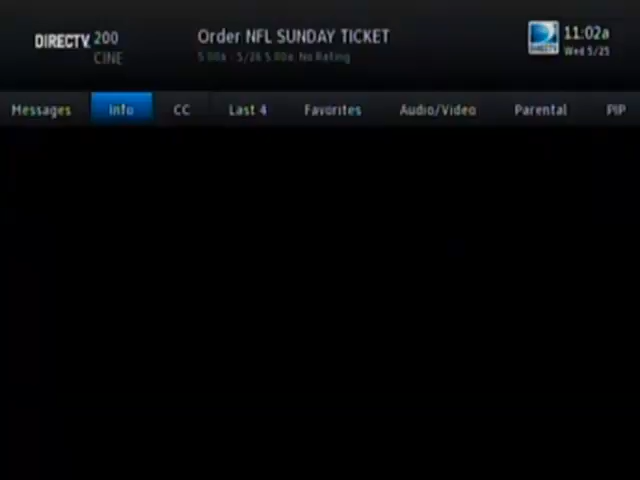 DIRECTV 200
CINE
Order NFL SUNDAY TICKET
5:00a - 5/26 5:00a No Rating
DIRECTV
11:02a
Wed 5/25
Messages Info CC Last 4 Favorites Audio/Video Parental PIP